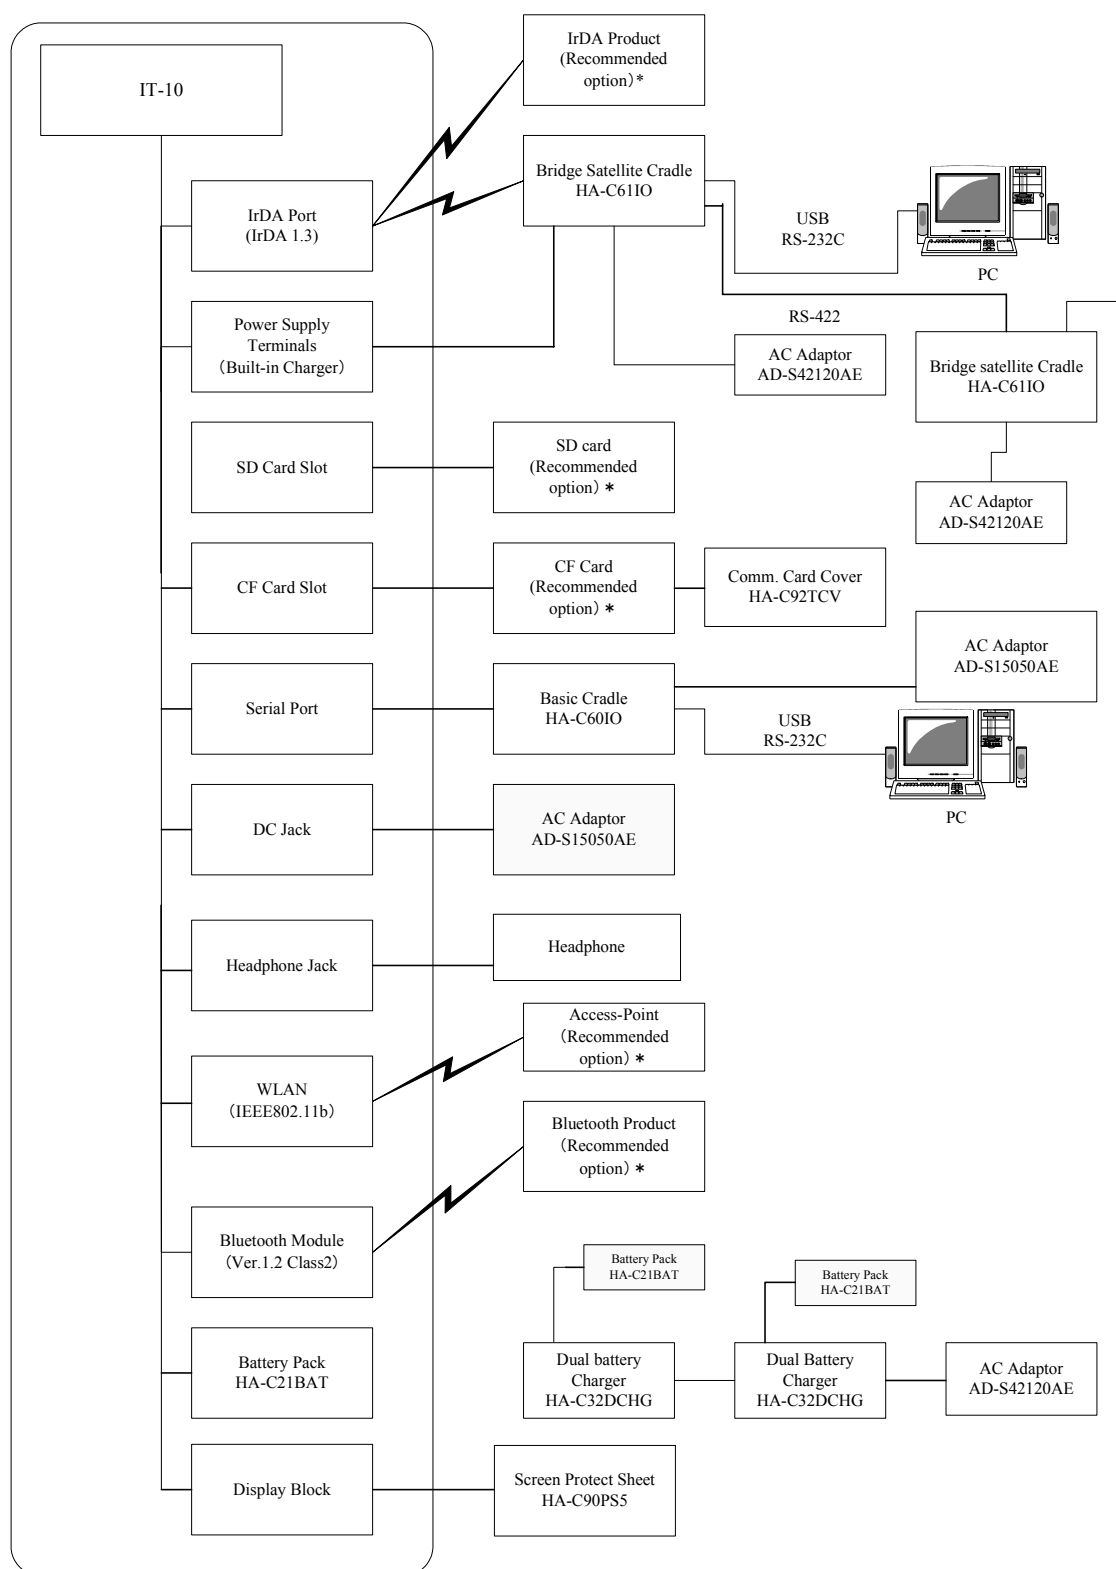 IT-10
IrDA Product
(Recommended
option)*
Bridge Satellite Cradle
HA-C61IO
IrDA Port
(IrDA 1.3)
USB
RS-232C
PC
Power Supply
Terminals
(Built-in Charger)
RS-422
AC Adaptor
AD-S42120AE
Bridge satellite Cradle
HA-C61IO
SD Card Slot
SD card
(Recommended
option) *
AC Adaptor
AD-S42120AE
CF Card Slot
CF Card
(Recommended
option) *
Comm. Card Cover
HA-C92TCV
AC Adaptor
AD-S15050AE
Serial Port
Basic Cradle
HA-C60IO
USB
RS-232C
PC
DC Jack
AC Adaptor
AD-S15050AE
Headphone Jack
Headphone
Access-Point
(Recommended
option) *
WLAN
(IEEE802.11b)
Bluetooth Product
(Recommended
option) *
Bluetooth Module
(Ver.1.2 Class2)
Battery Pack
HA-C21BAT
Battery Pack
HA-C21BAT
Battery Pack
HA-C21BAT
Dual battery
Charger
HA-C32DCHG
Dual Battery
Charger
HA-C32DCHG
AC Adaptor
AD-S42120AE
Display Block
Screen Protect Sheet
HA-C90PS5